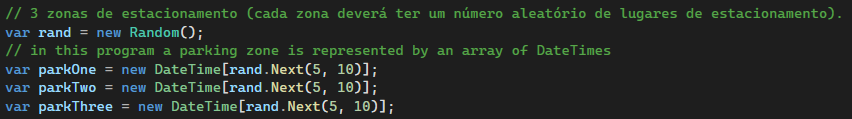 // 3 zonas de estacionamento (cada zona deverá ter um número aleatório de lugares de estacionamento).
var rand = new Random();
// in this program a parking zone is represented by an array of DateTimes
var parkOne = new DateTime[rand.Next(5, 10)];
var parkTwo = new DateTime[rand.Next(5, 10)];
var parkThree = new DateTime[rand.Next(5, 10)];